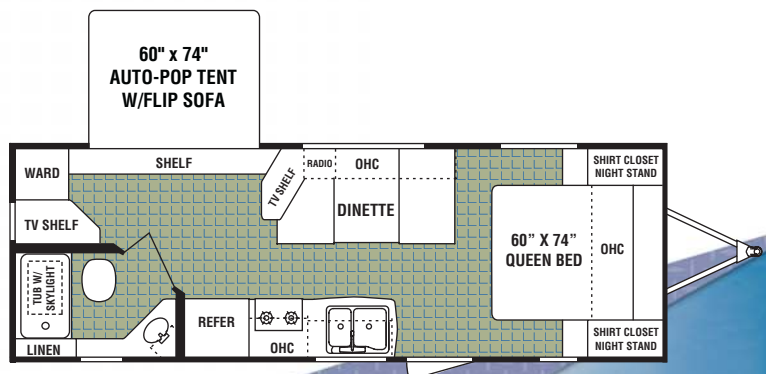 60" x 74"
AUTO-POP TENT
W/FLIP SOFA
WARD
SHELF
TV SHELF
RADIO
OHC
DINETTE
SHIRT CLOSET
NIGHT STAND
TV SHELF
60” X 74”
QUEEN BED
OHC
TUB W/
SKYLIGHT
REFER
OHC
LINEN
SHIRT CLOSET
NIGHT STAND